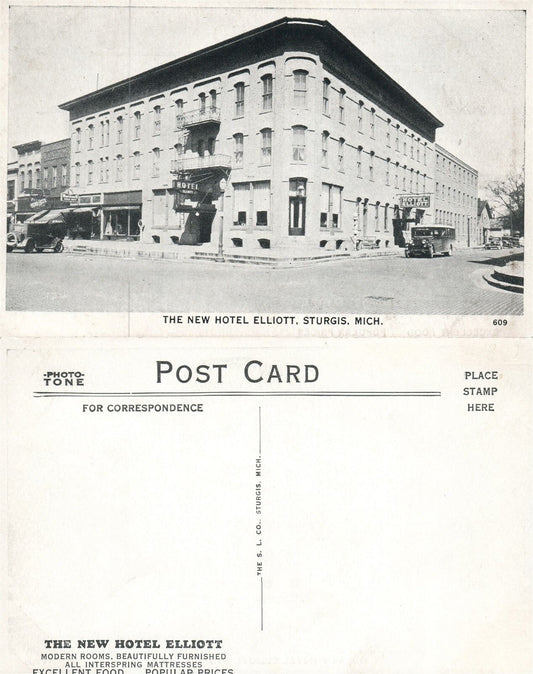 HOTEL
HOTEL
THE NEW HOTEL ELLIOTT, STURGIS, MICH.
609
-PHOTO-
TONE
POST CARD
PLACE
STAMP
HERE
FOR CORRESPONDENCE
THE S. L. CO., STURGIS, MICH.
THE NEW HOTEL ELLIOTT
MODERN ROOMS, BEAUTIFULLY FURNISHED
ALL INTERSPRING MATTRESSES
EXCELLENT FOOD POPULAR PRICES